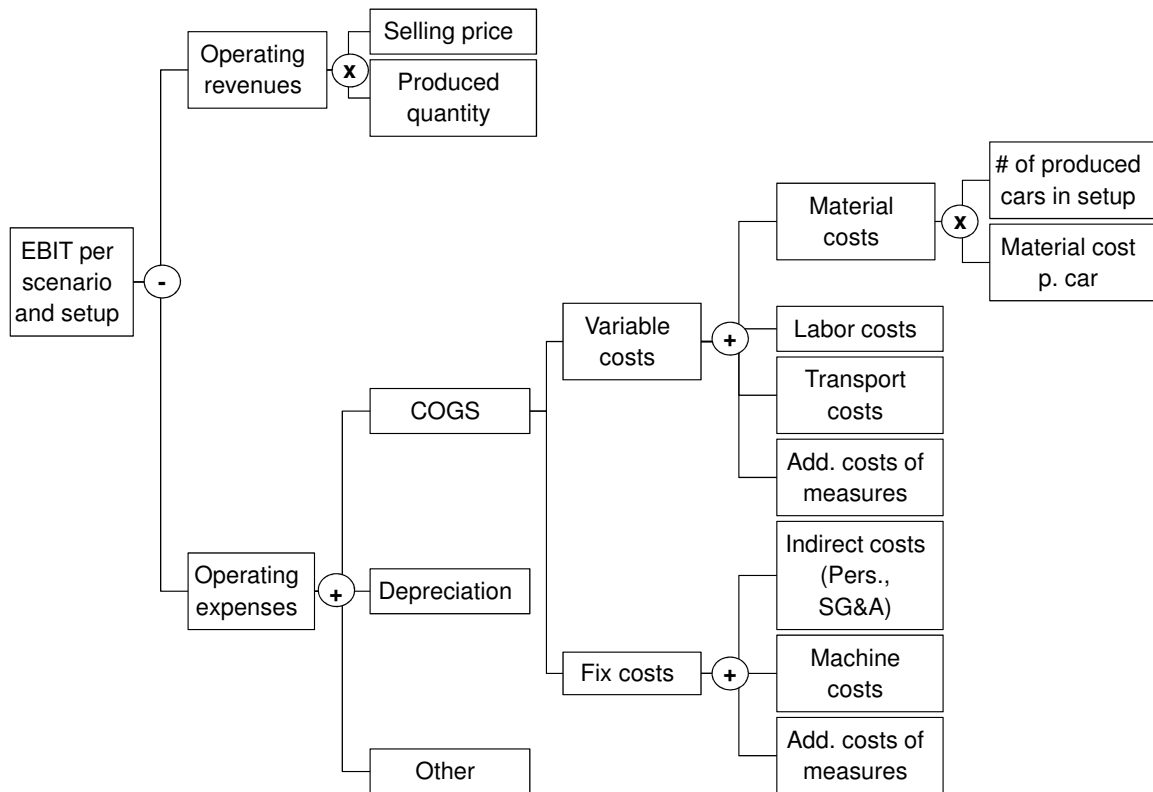 Selling price
Operating
revenues
x
Produced
quantity
# of produced
cars in setup
Material
costs
x
Material cost
p. car
EBIT per
scenario
and setup
-
Variable
costs
+
Labor costs
Transport
costs
COGS
Add. costs of
measures
Indirect costs
(Pers.,
SG&A)
Operating
expenses
+
Depreciation
Fix costs
+
Machine
costs
Add. costs of
measures
Other